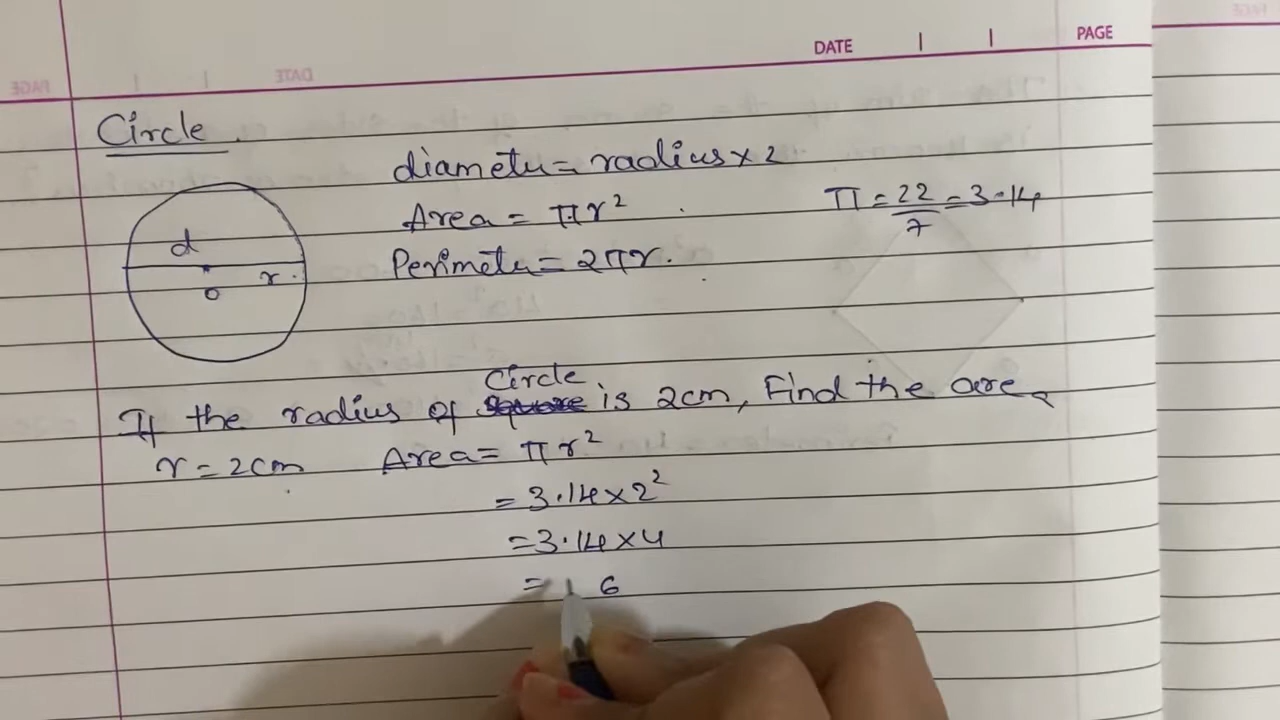 DATE | | PAGE
Circle.
diameter = radius × 2
Area = πr²
π = 22/7 = 3.14
Perimeter = 2πr.
d
r.
o
If the radius of Circle is 2cm, Find the area
r = 2cm Area = πr²
= 3.14 × 2²
= 3.14 × 4
= 6